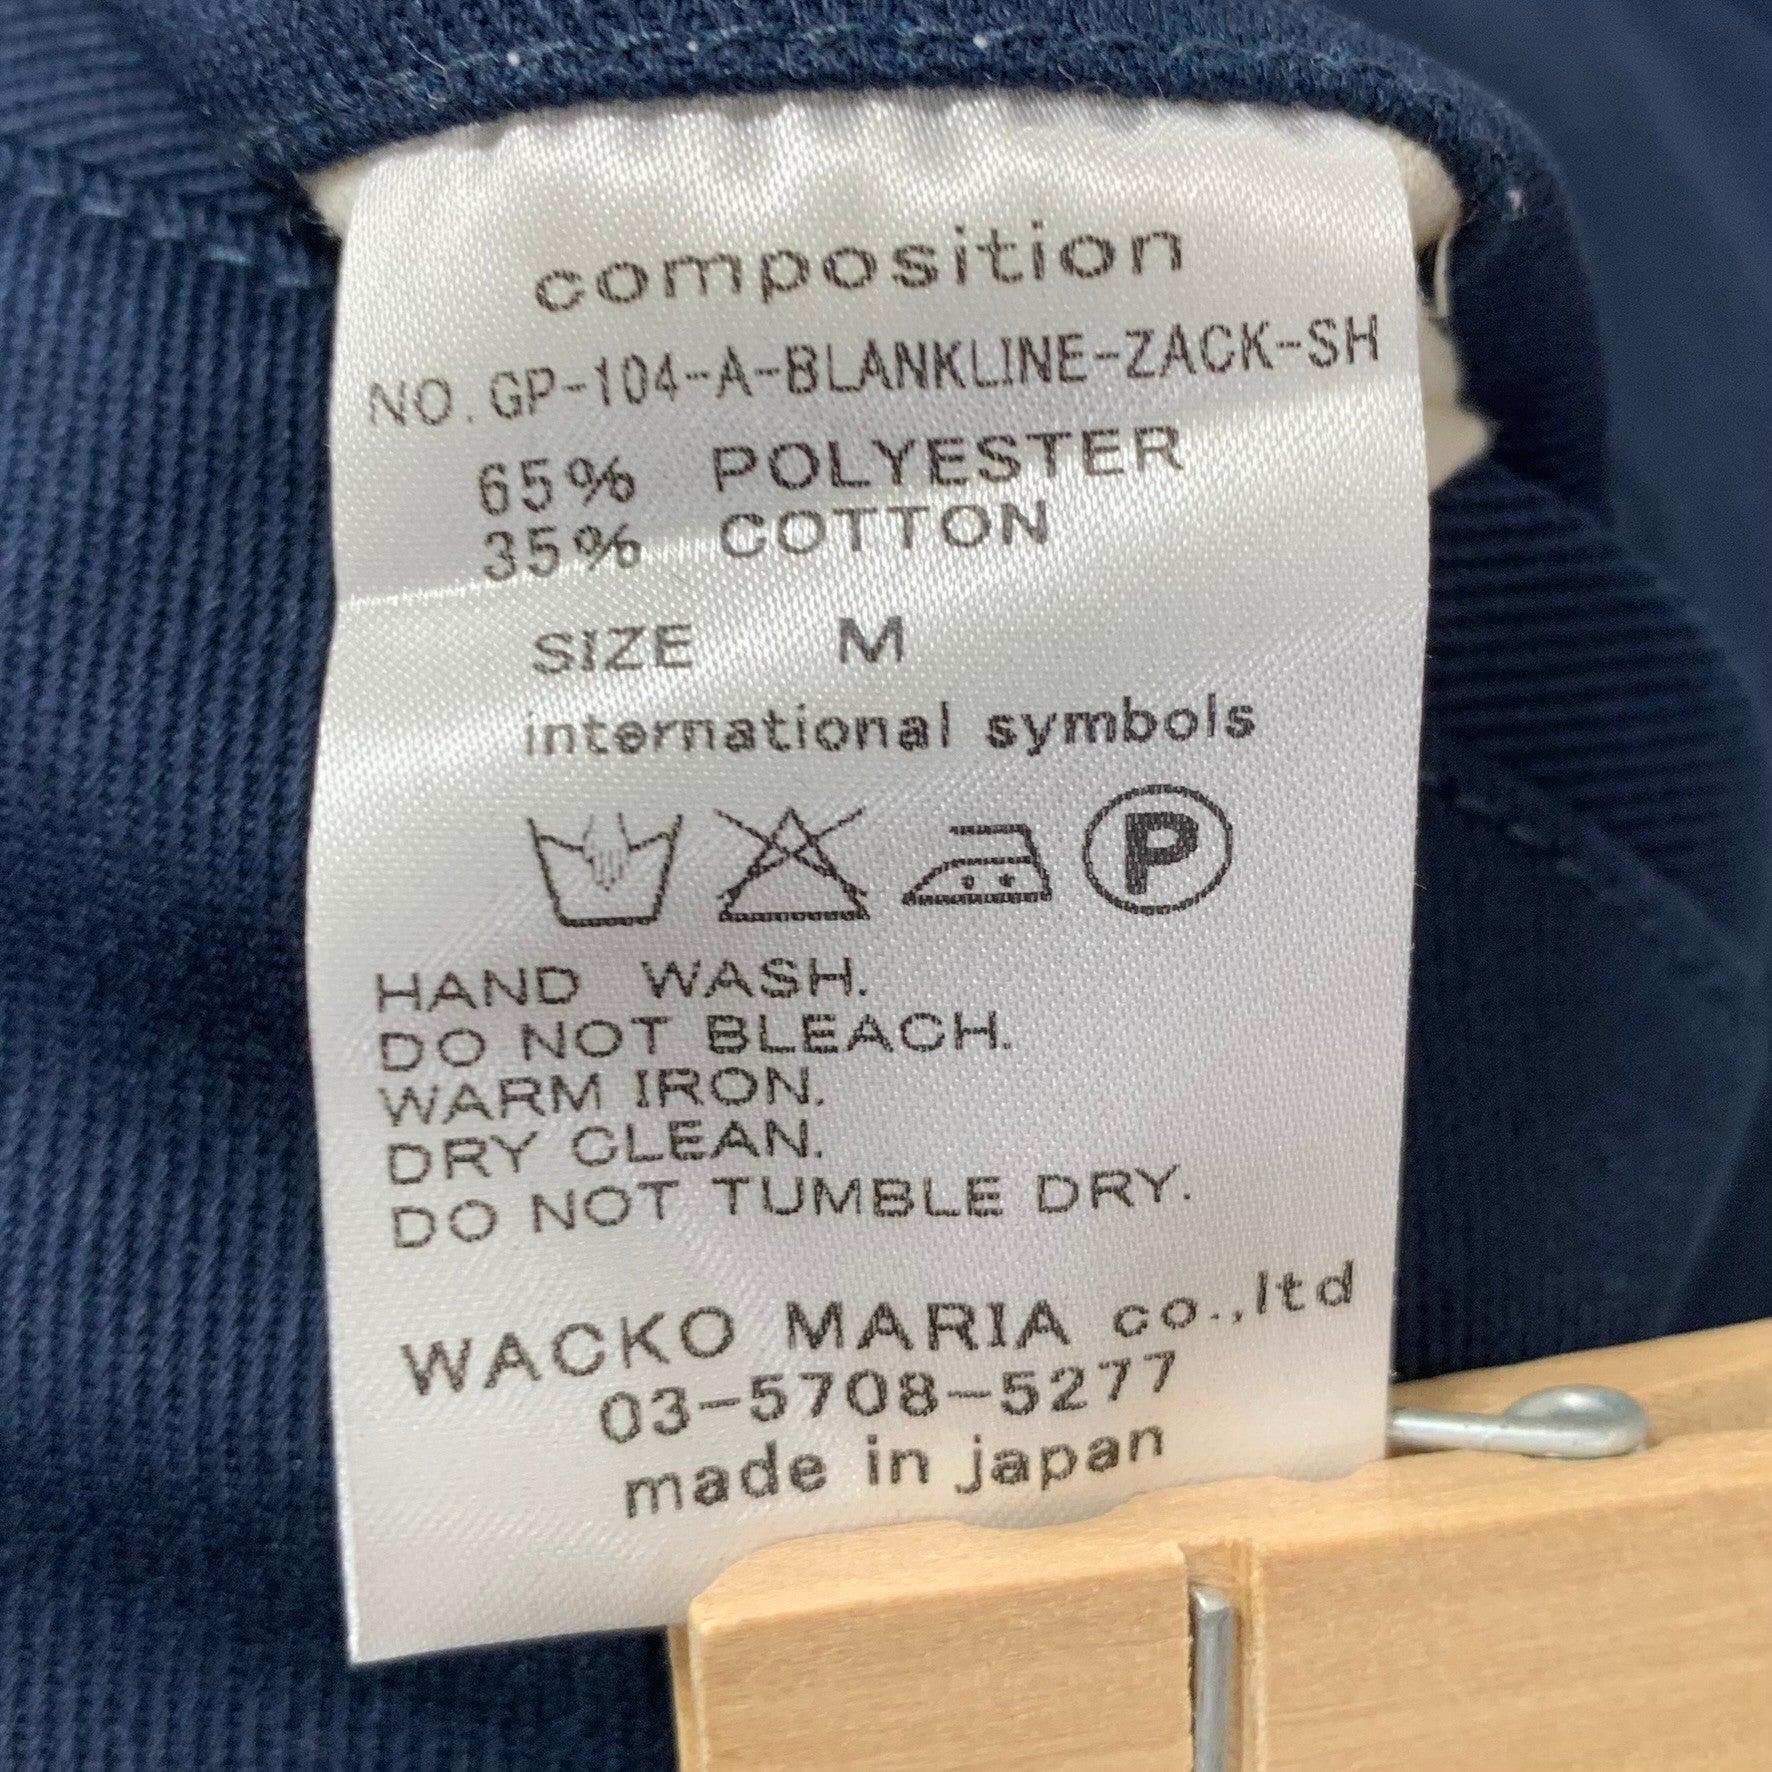 composition
NO. GP-104-A-BLANKLINE-ZACK-SH
65% POLYESTER
35% COTTON
SIZE M
international symbols
P
HAND WASH.
DO NOT BLEACH.
WARM IRON.
DRY CLEAN.
DO NOT TUMBLE DRY.
WACKO MARIA co.,ltd
03-5708-5277
made in japan